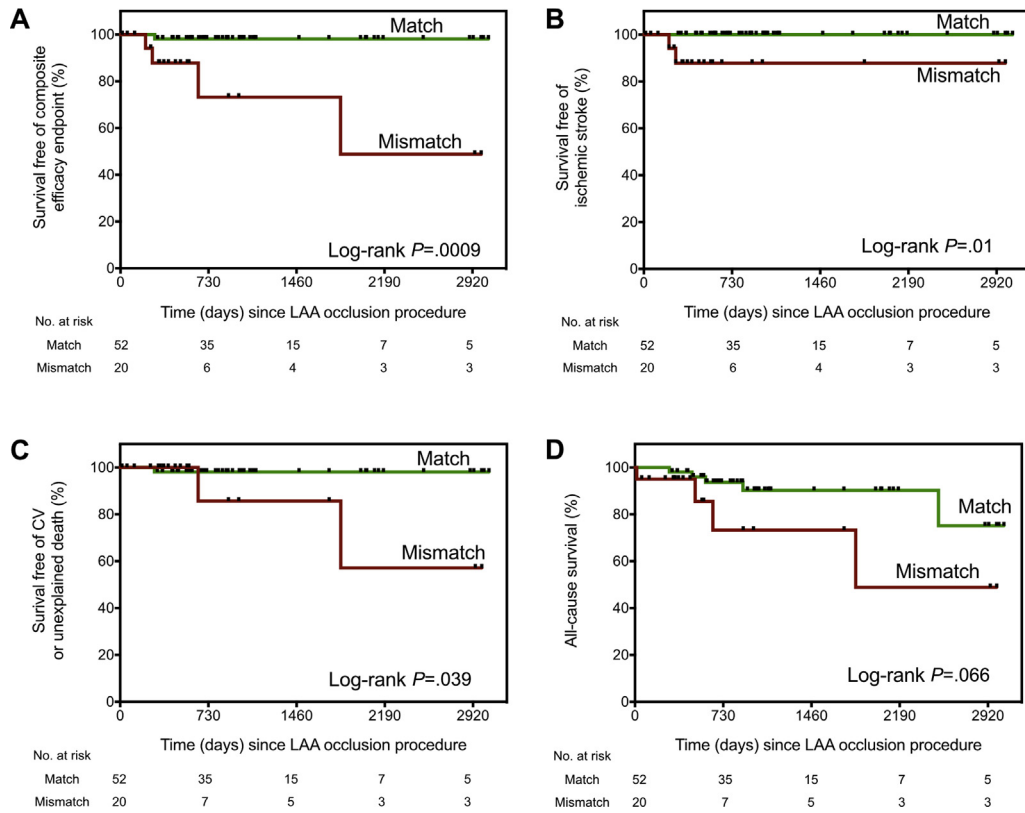 A
Survival free of composite
efficacy endpoint (%)
100
80
60
40
20
0
Match
Mismatch
Log-rank P=.0009
0 730 1460 2190 2920
Time (days) since LAA occlusion procedure
No. at risk
Match 52 35 15 7 5
Mismatch 20 6 4 3 3
B
Survival free of
ischemic stroke (%)
100
80
60
40
20
0
Match
Mismatch
Log-rank P=.01
0 730 1460 2190 2920
Time (days) since LAA occlusion procedure
No. at risk
Match 52 35 15 7 5
Mismatch 20 6 4 3 3
C
Surival free of CV
or unexplained death (%)
100
80
60
40
20
0
Match
Mismatch
Log-rank P=.039
0 730 1460 2190 2920
Time (days) since LAA occlusion procedure
No. at risk
Match 52 35 15 7 5
Mismatch 20 7 5 3 3
D
All-cause survival (%)
100
80
60
40
20
0
Match
Mismatch
Log-rank P=.066
0 730 1460 2190 2920
Time (days) since LAA occlusion procedure
No. at risk
Match 52 35 15 7 5
Mismatch 20 7 5 3 3